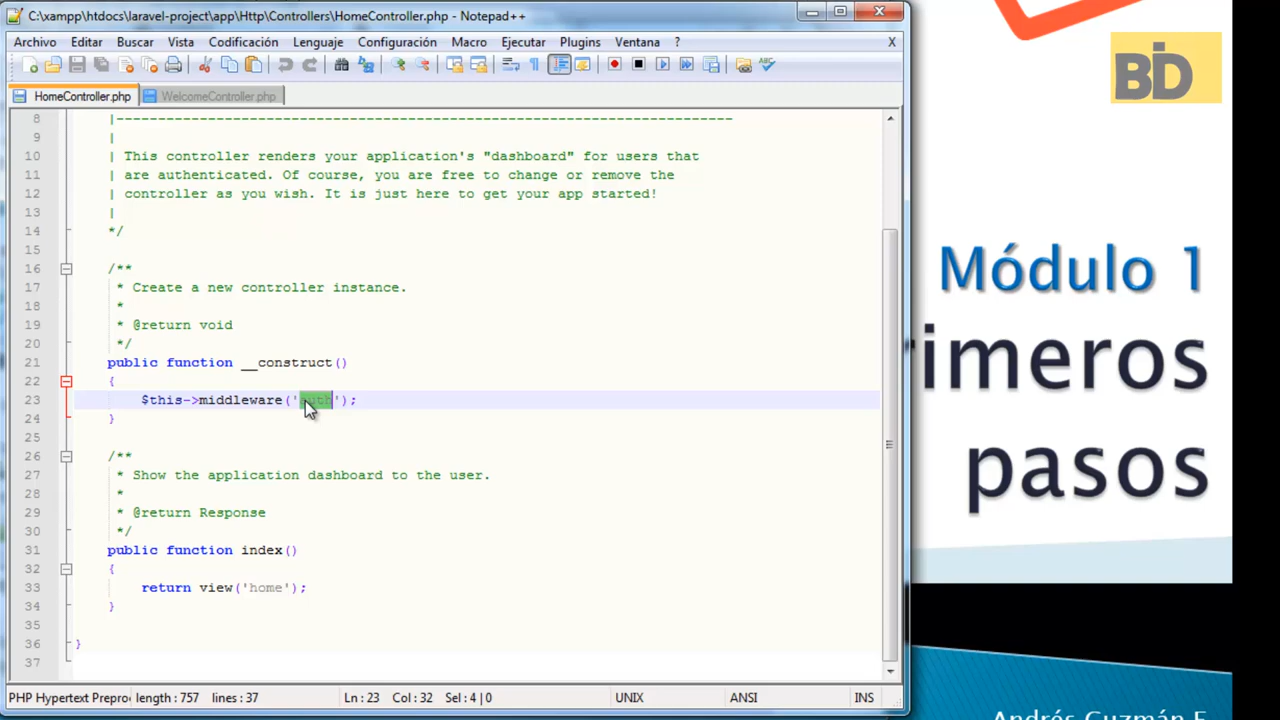 C:\xampp\htdocs\laravel-project\app\Http\Controllers\HomeController.php - Notepad++
Archivo Editar Buscar Vista Codificación Lenguaje Configuración Macro Ejecutar Plugins Ventana ? X
HomeController.php WelcomeController.php
8 |-------------------------------------------------------------------------
9 |
10 | This controller renders your application's "dashboard" for users that
11 | are authenticated. Of course, you are free to change or remove the
12 | controller as you wish. It is just here to get your app started!
13 |
14 */
15
16 /**
17 * Create a new controller instance.
18 *
19 * @return void
20 */
21 public function __construct()
22 {
23 $this->middleware('auth');
24 }
25
26 /**
27 * Show the application dashboard to the user.
28 *
29 * @return Response
30 */
31 public function index()
32 {
33 return view('home');
34 }
35
36 }
37
PHP Hypertext Preproc length : 757 lines : 37 Ln : 23 Col : 32 Sel : 4 | 0 UNIX ANSI INS
BID
Módulo 1
rimeros
pasos
Andrés Guzmán F